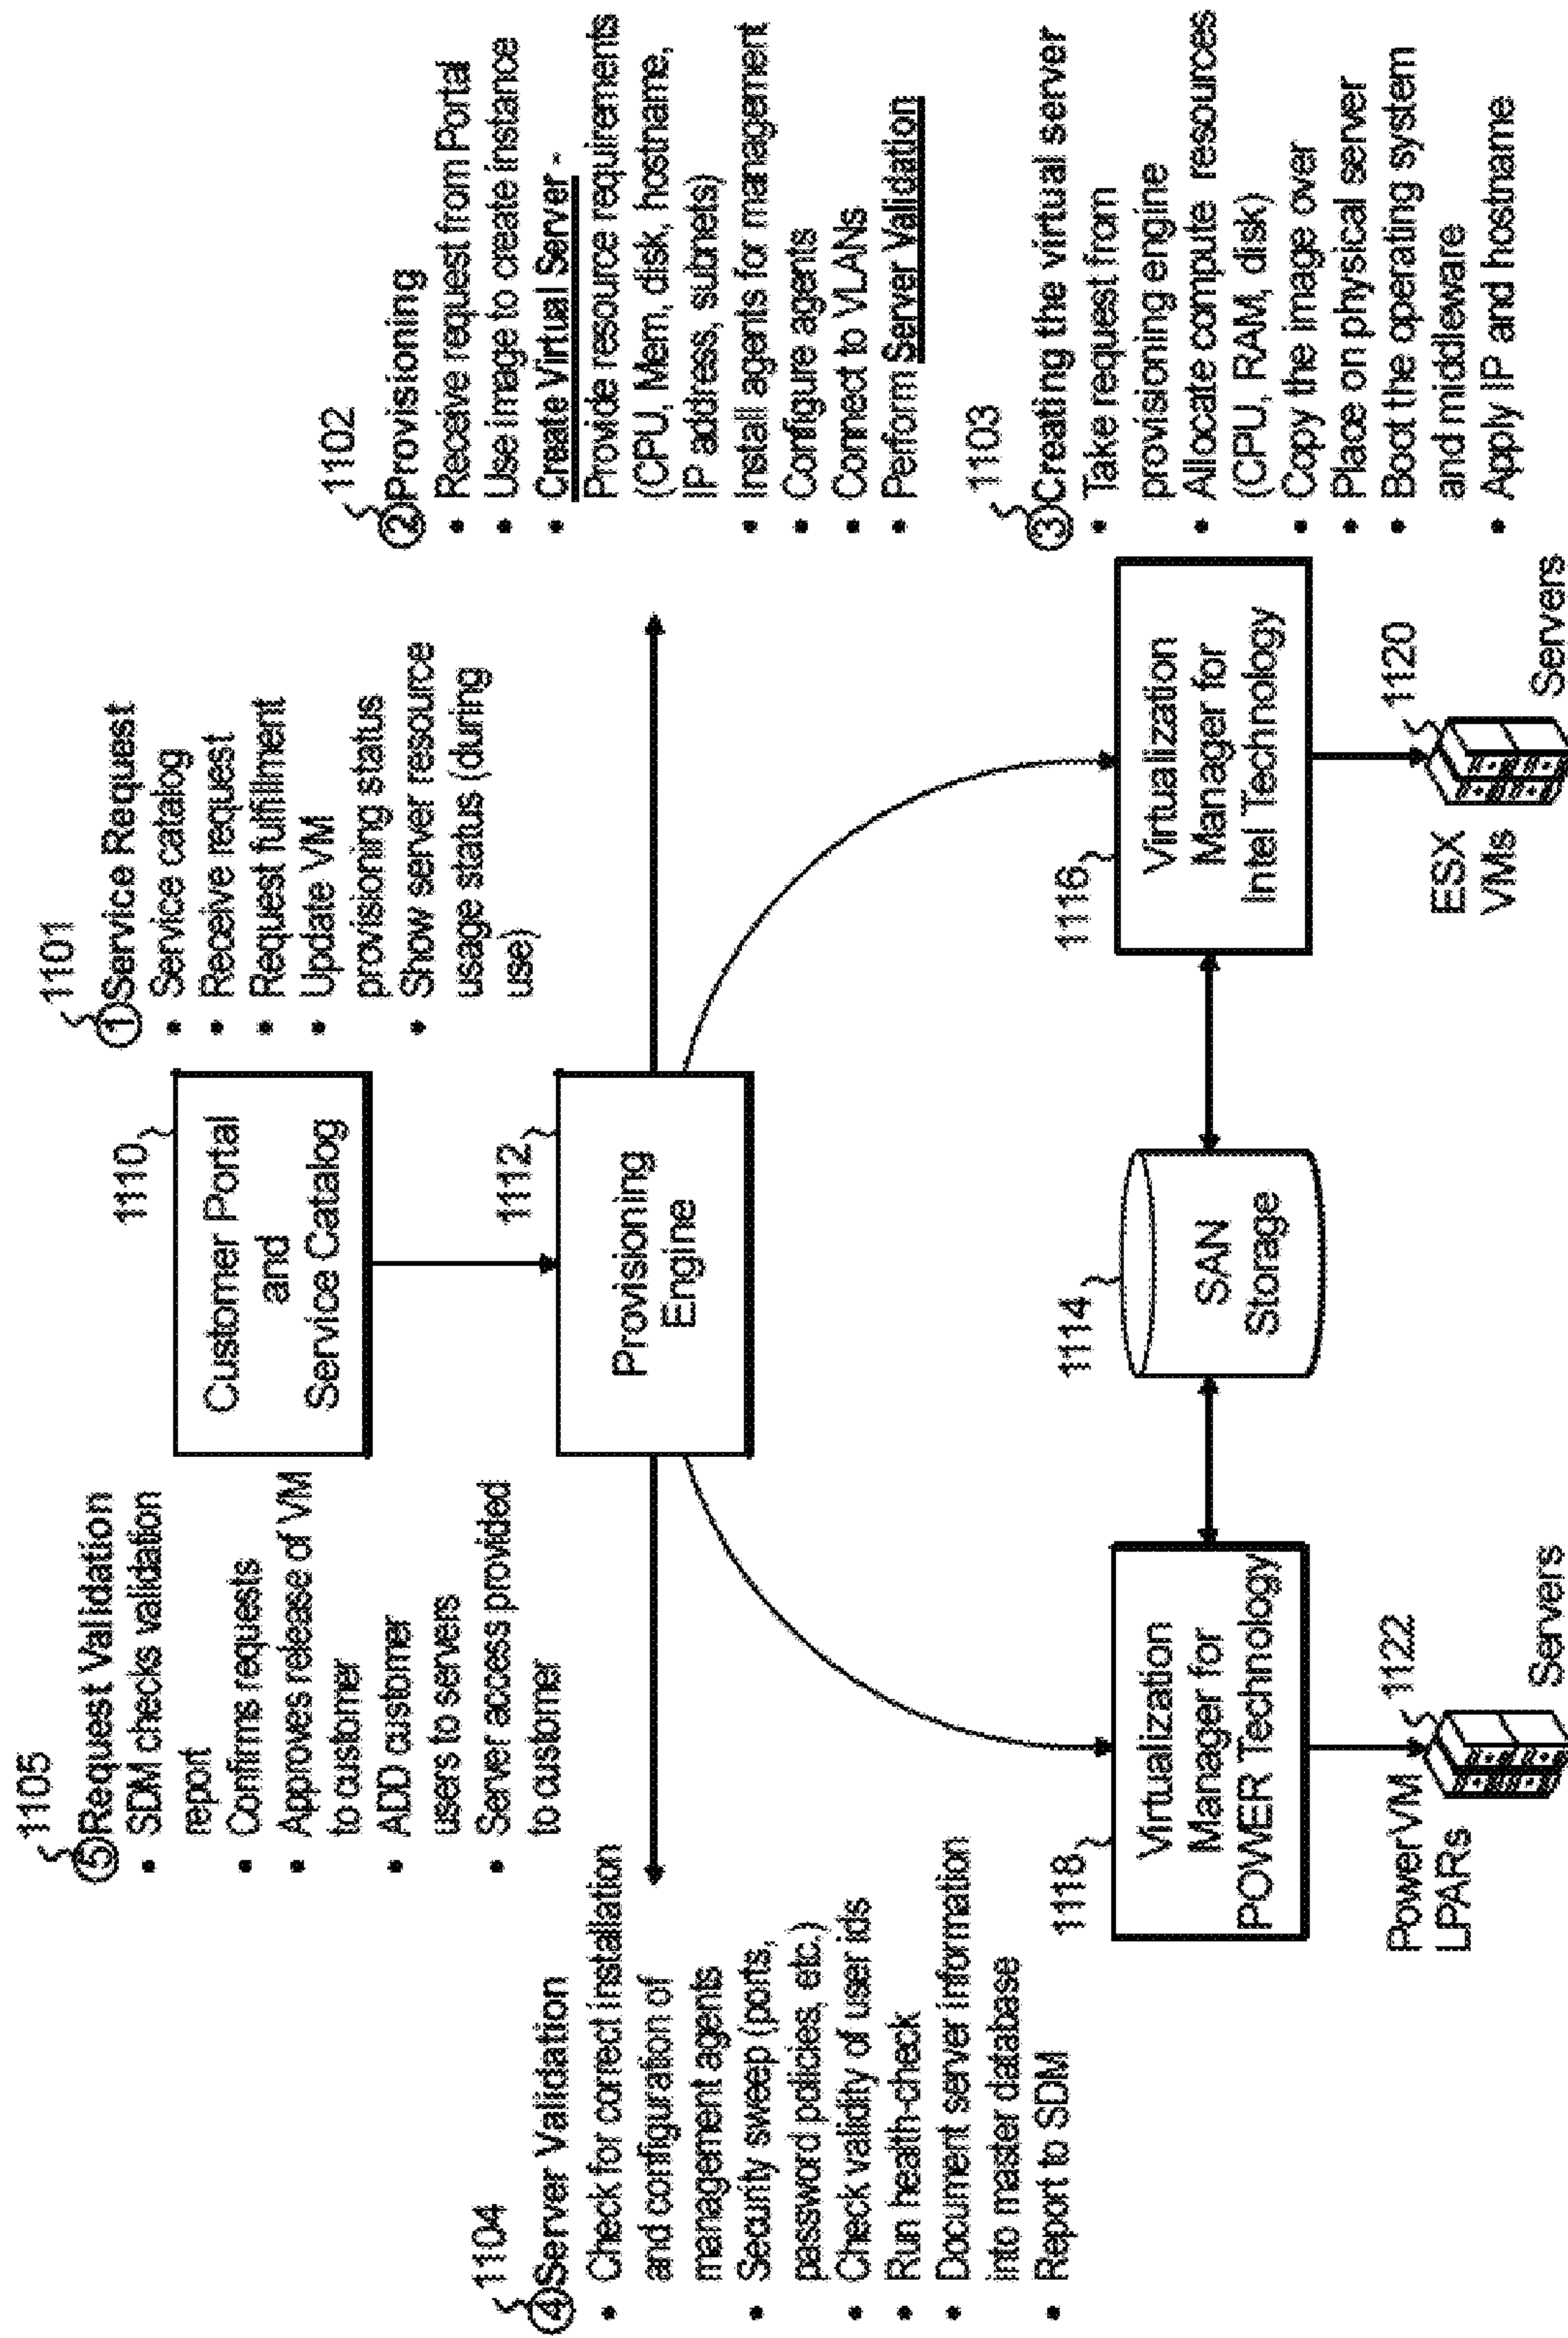 1105
⑤Request Validation
• SDM checks validation
report
• Confirms requests
• Approves release of VM
to customer
• ADD customer
users to servers
• Server access provided
to customer
1110
Customer Portal
and
Service Catalog
1101
①Service Request
• Service catalog
• Receive request
• Request fulfillment
• Update VM
provisioning status
• Show server resource
usage status (during
use)
1104
④Server Validation
• Check for correct installation
and configuration of
management agents
• Security sweep (ports,
password policies, etc.)
• Check validity of user ids
• Run health-check
• Document server information
into master database
• Report to SDM
1112
Provisioning
Engine
1102
②Provisioning
• Receive request from Portal
• Use image to create instance
• Create Virtual Server -
Provide resource requirements
(CPU, Mem, disk, hostname,
IP address, subnets)
• Install agents for management
• Configure agents
• Connect to VLANs
• Perform Server Validation
1118
Virtualization
Manager for
POWER Technology
1114
SAN
Storage
1116
Virtualization
Manager for
Intel Technology
1103
③Creating the virtual server
• Take request from
provisioning engine
• Allocate compute resources
(CPU, RAM, disk)
• Copy the image over
• Place on physical server
• Boot the operating system
and middleware
• Apply IP and hostname
PowerVM
LPARs
1122
Servers
ESX
VMs
1120
Servers